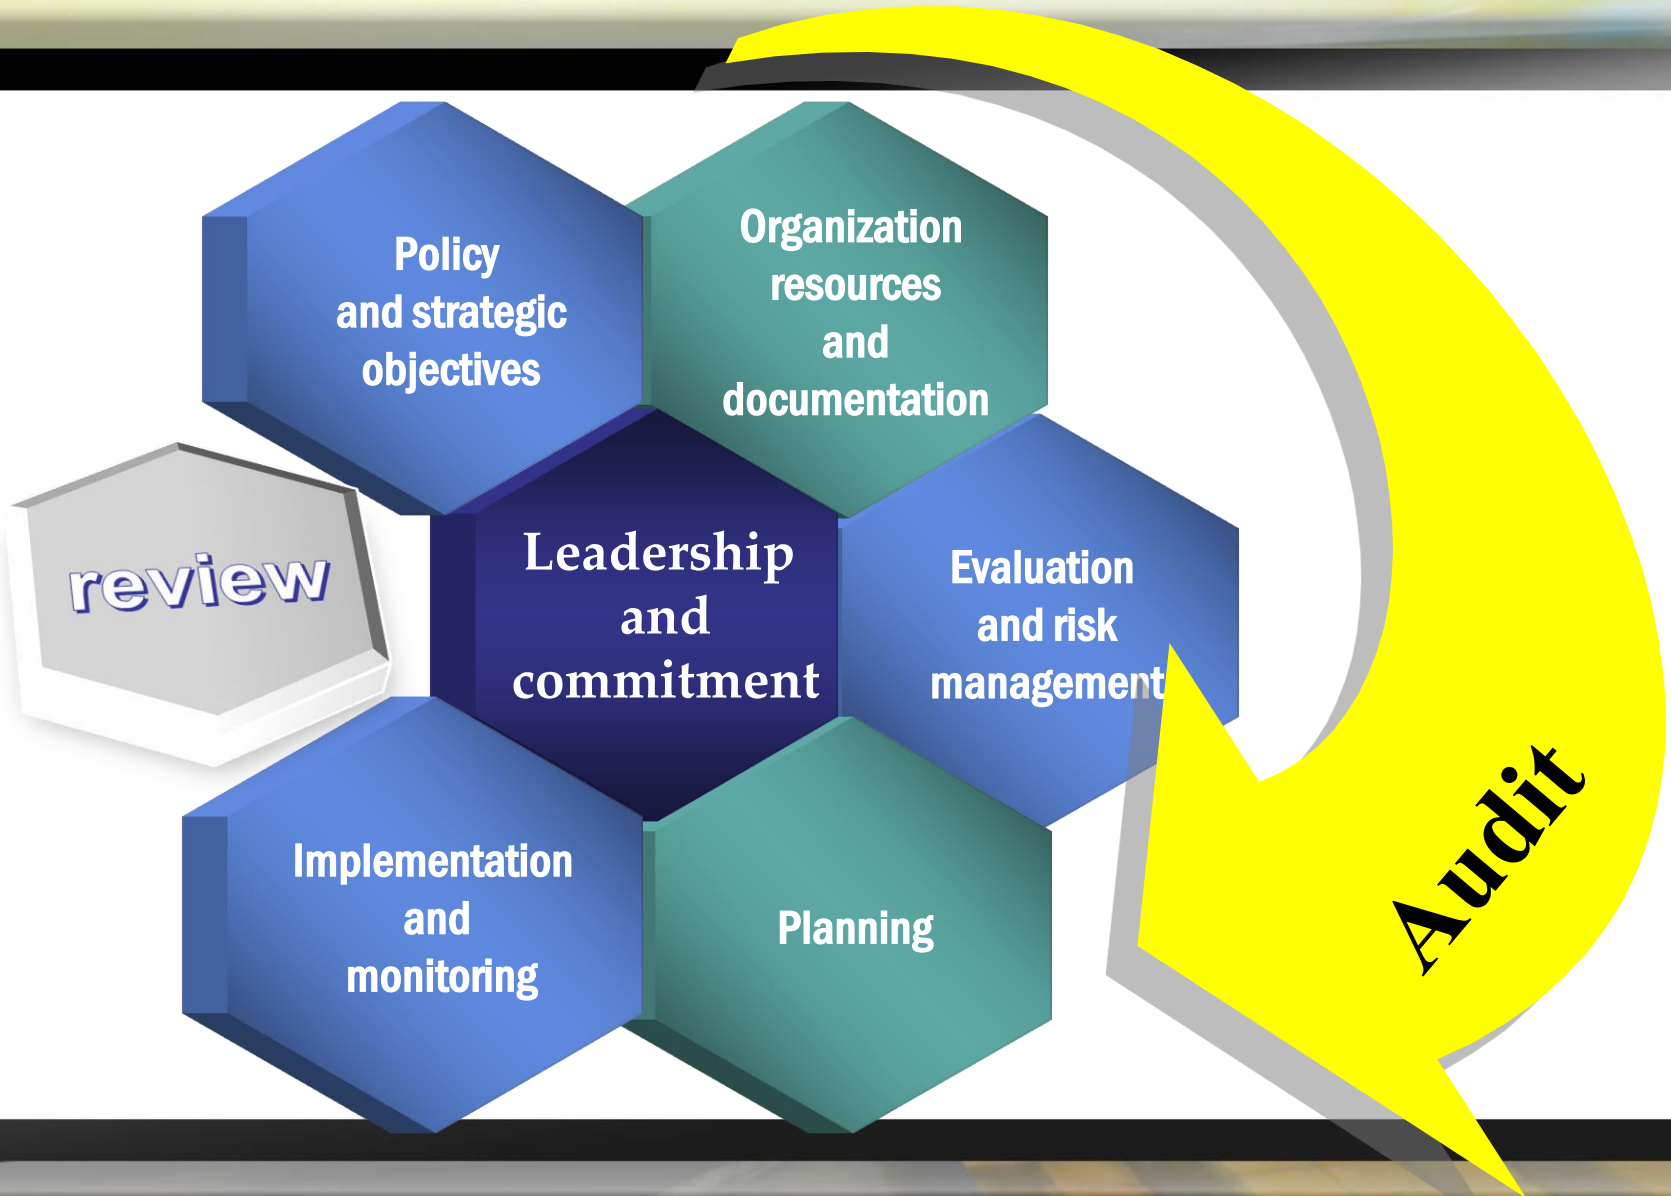 Policy
and strategic
objectives
Organization
resources
and
documentation
review
Leadership
and
commitment
Evaluation
and risk
management
Implementation
and
monitoring
Planning
Audit